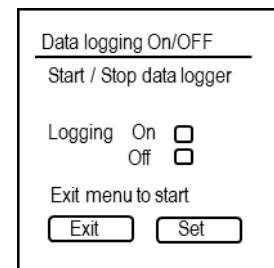 Data logging On/OFF
Start / Stop data logger
Logging On
Off
Exit menu to start
Exit Set